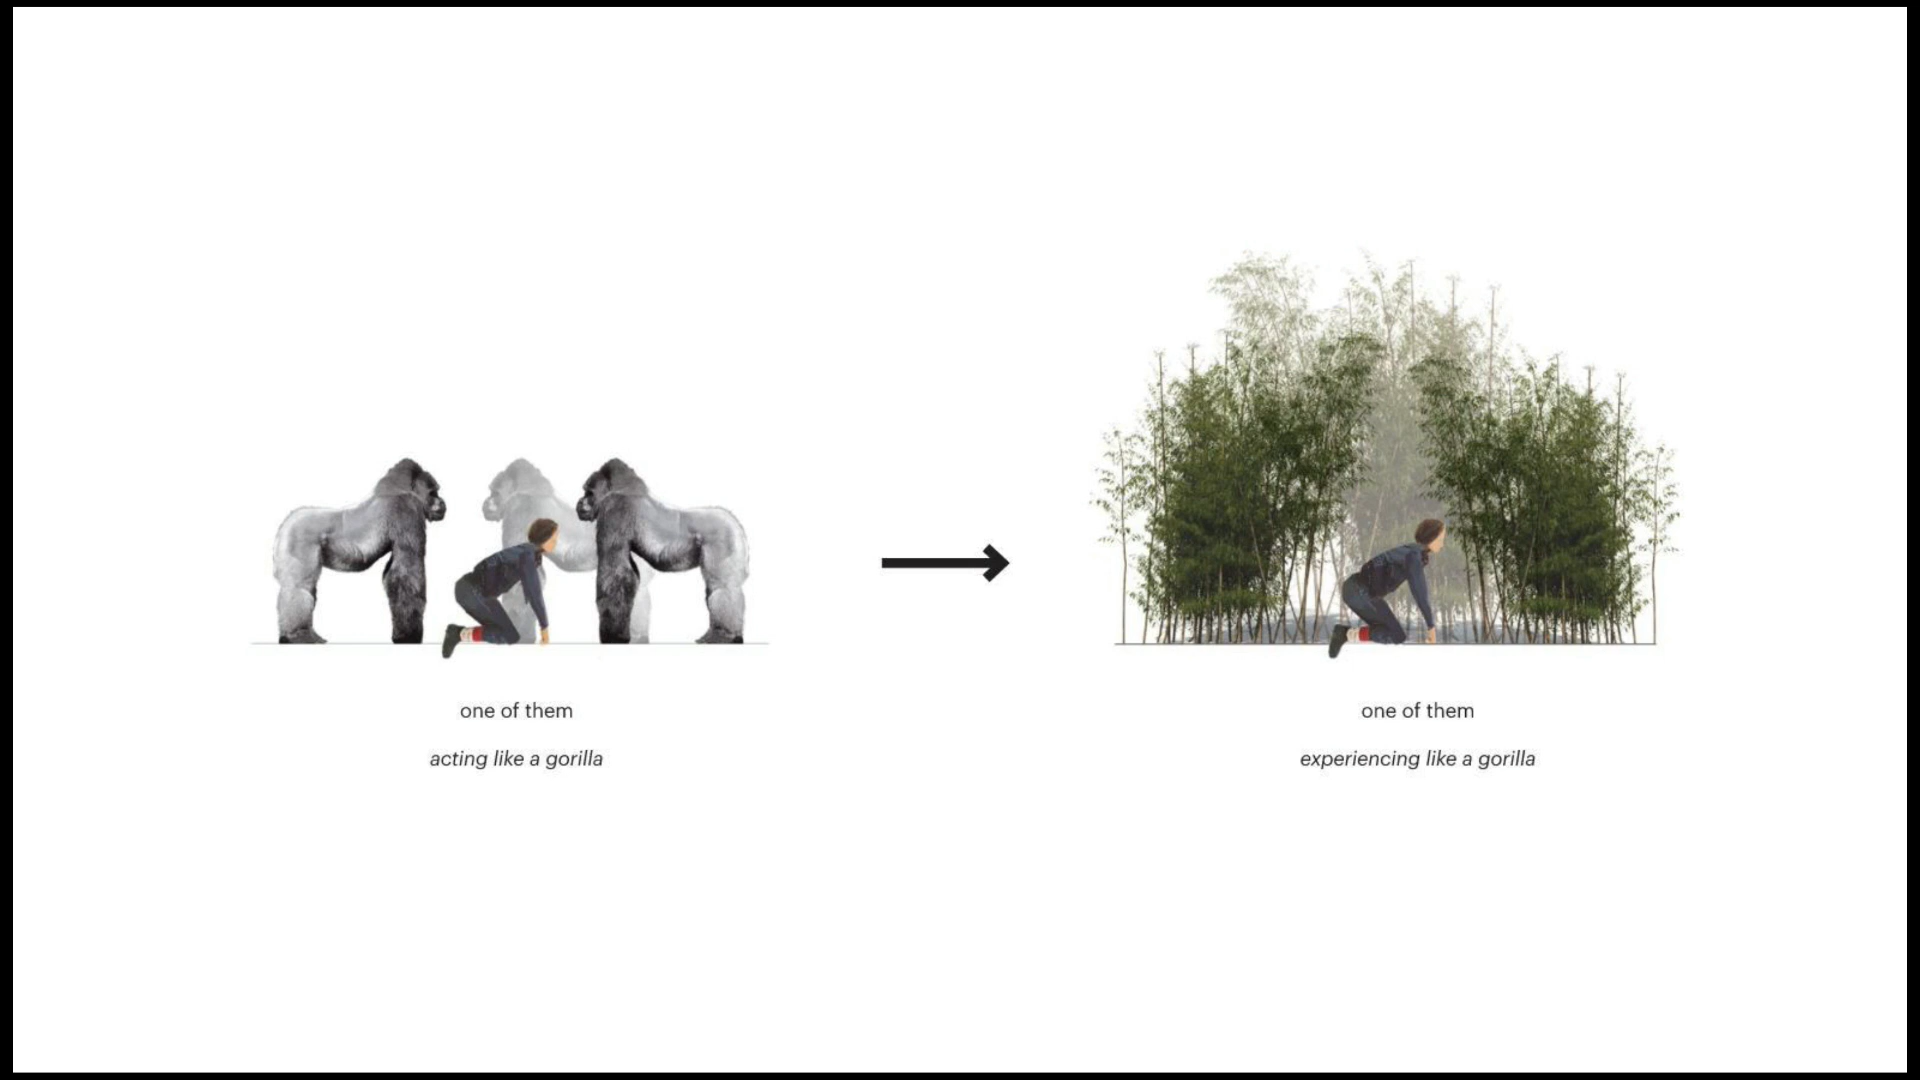 one of them
acting like a gorilla
one of them
experiencing like a gorilla